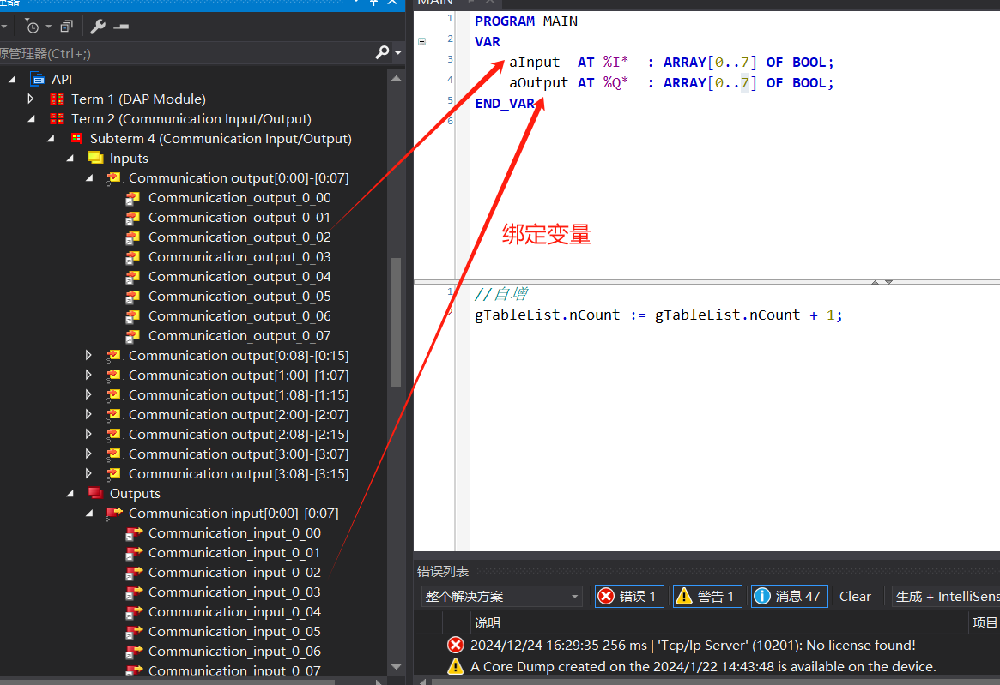 理器
源管理器(Ctrl+;)
API
Term 1 (DAP Module)
Term 2 (Communication Input/Output)
Subterm 4 (Communication Input/Output)
Inputs
Communication output[0:00]-[0:07]
Communication_output_0_00
Communication_output_0_01
Communication_output_0_02
Communication_output_0_03
Communication_output_0_04
Communication_output_0_05
Communication_output_0_06
Communication_output_0_07
Communication output[0:08]-[0:15]
Communication output[1:00]-[1:07]
Communication output[1:08]-[1:15]
Communication output[2:00]-[2:07]
Communication output[2:08]-[2:15]
Communication output[3:00]-[3:07]
Communication output[3:08]-[3:15]
Outputs
Communication input[0:00]-[0:07]
Communication_input_0_00
Communication_input_0_01
Communication_input_0_02
Communication_input_0_03
Communication_input_0_04
Communication_input_0_05
Communication_input_0_06
Communication_input_0_07
MAIN
1 PROGRAM MAIN
2 VAR
3 aInput AT %I* : ARRAY[0..7] OF BOOL;
4 aOutput AT %Q* : ARRAY[0..7] OF BOOL;
5 END_VAR
6
绑定变量
1 //自增
2 gTableList.nCount := gTableList.nCount + 1;
错误列表
整个解决方案 错误 1 警告 1 消息 47 Clear 生成 + IntelliSens
说明 项目
2024/12/24 16:29:35 256 ms | 'Tcp/Ip Server' (10201): No license found!
A Core Dump created on the 2024/1/22 14:43:48 is available on the device.